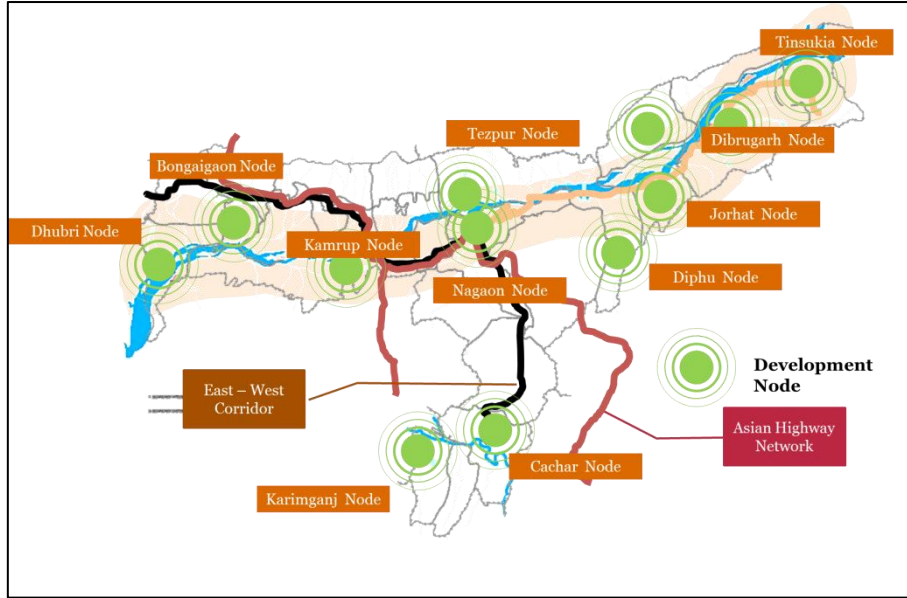 Tinsukia Node
Tezpur Node
Dibrugarh Node
Bongaigaon Node
Jorhat Node
Dhubri Node
Kamrup Node
Diphu Node
Nagaon Node
Development
Node
East – West
Corridor
Asian Highway
Network
Cachar Node
Karimganj Node